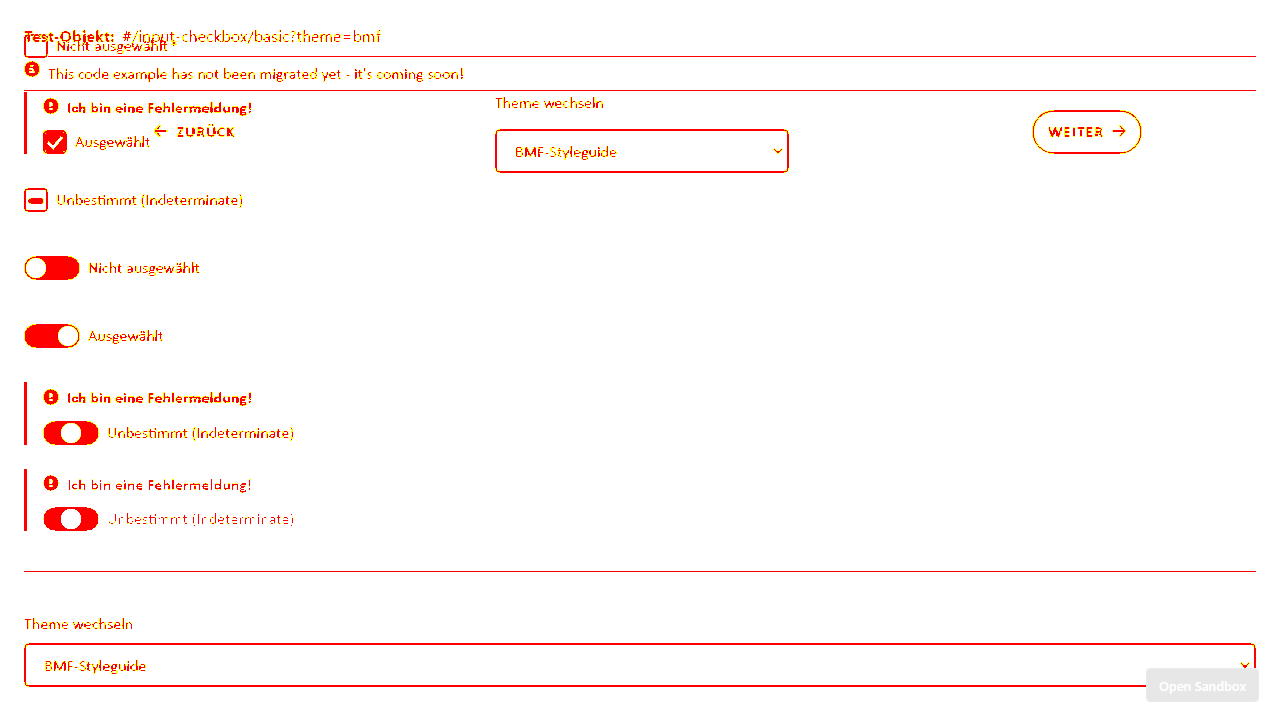 Test-Objekt: #/input-checkbox/basic?theme=bmf
Nicht ausgewählt *
This code example has not been migrated yet - it's coming soon!
Ich bin eine Fehlermeldung!
Theme wechseln
Ausgewählt
ZURÜCK
BMF-Styleguide
WEITER
Unbestimmt (Indeterminate)
Nicht ausgewählt
Ausgewählt
Ich bin eine Fehlermeldung!
Unbestimmt (Indeterminate)
Ich bin eine Fehlermeldung!
Unbestimmt (Indeterminate)
Theme wechseln
BMF-Styleguide
Open Sandbox